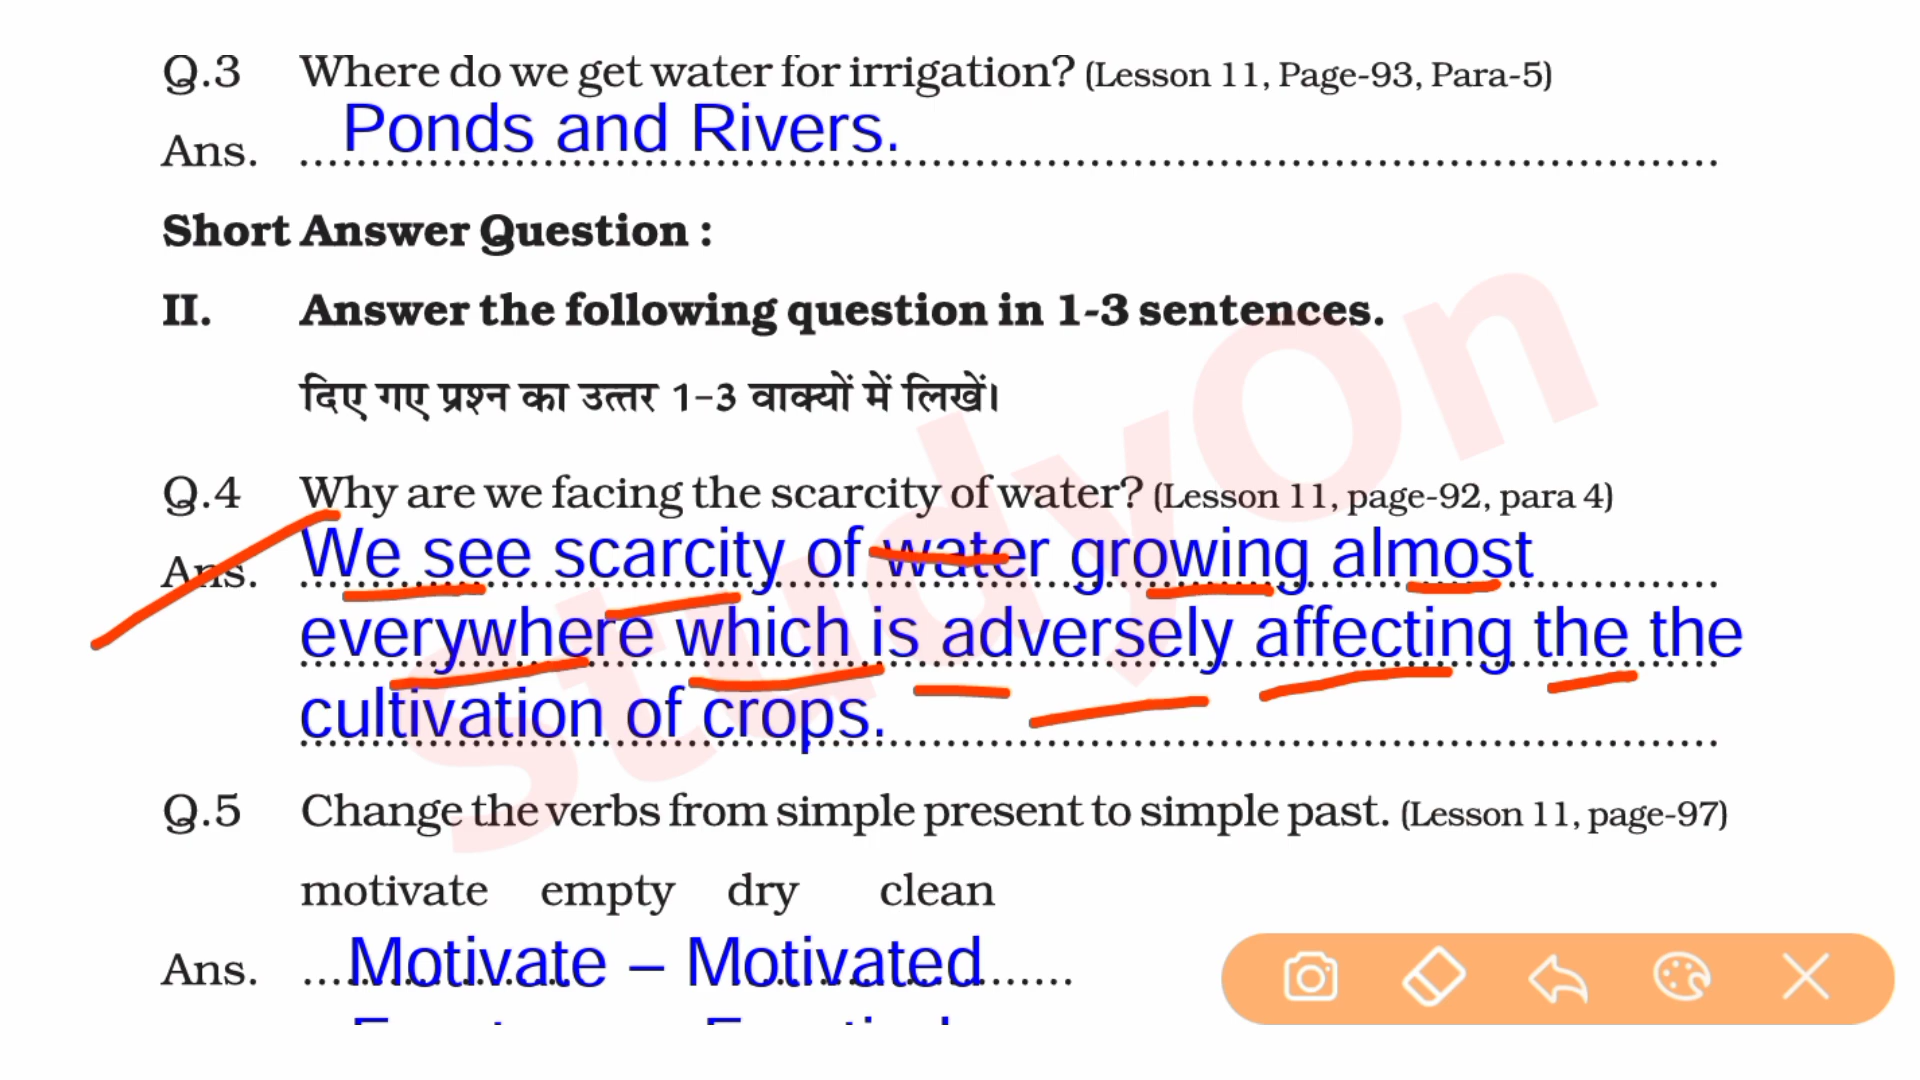 Q.3 Where do we get water for irrigation? (Lesson 11, Page-93, Para-5)
Ans. Ponds and Rivers.
Short Answer Question :
II. Answer the following question in 1-3 sentences.
दिए गए प्रश्न का उत्तर 1-3 वाक्यों में लिखें।
Q.4 Why are we facing the scarcity of water? (Lesson 11, page-92, para 4)
Ans. We see scarcity of water growing almost
everywhere which is adversely affecting the the
cultivation of crops.
Q.5 Change the verbs from simple present to simple past. (Lesson 11, page-97)
motivate empty dry clean
Ans. Motivate – Motivated
StudyOn